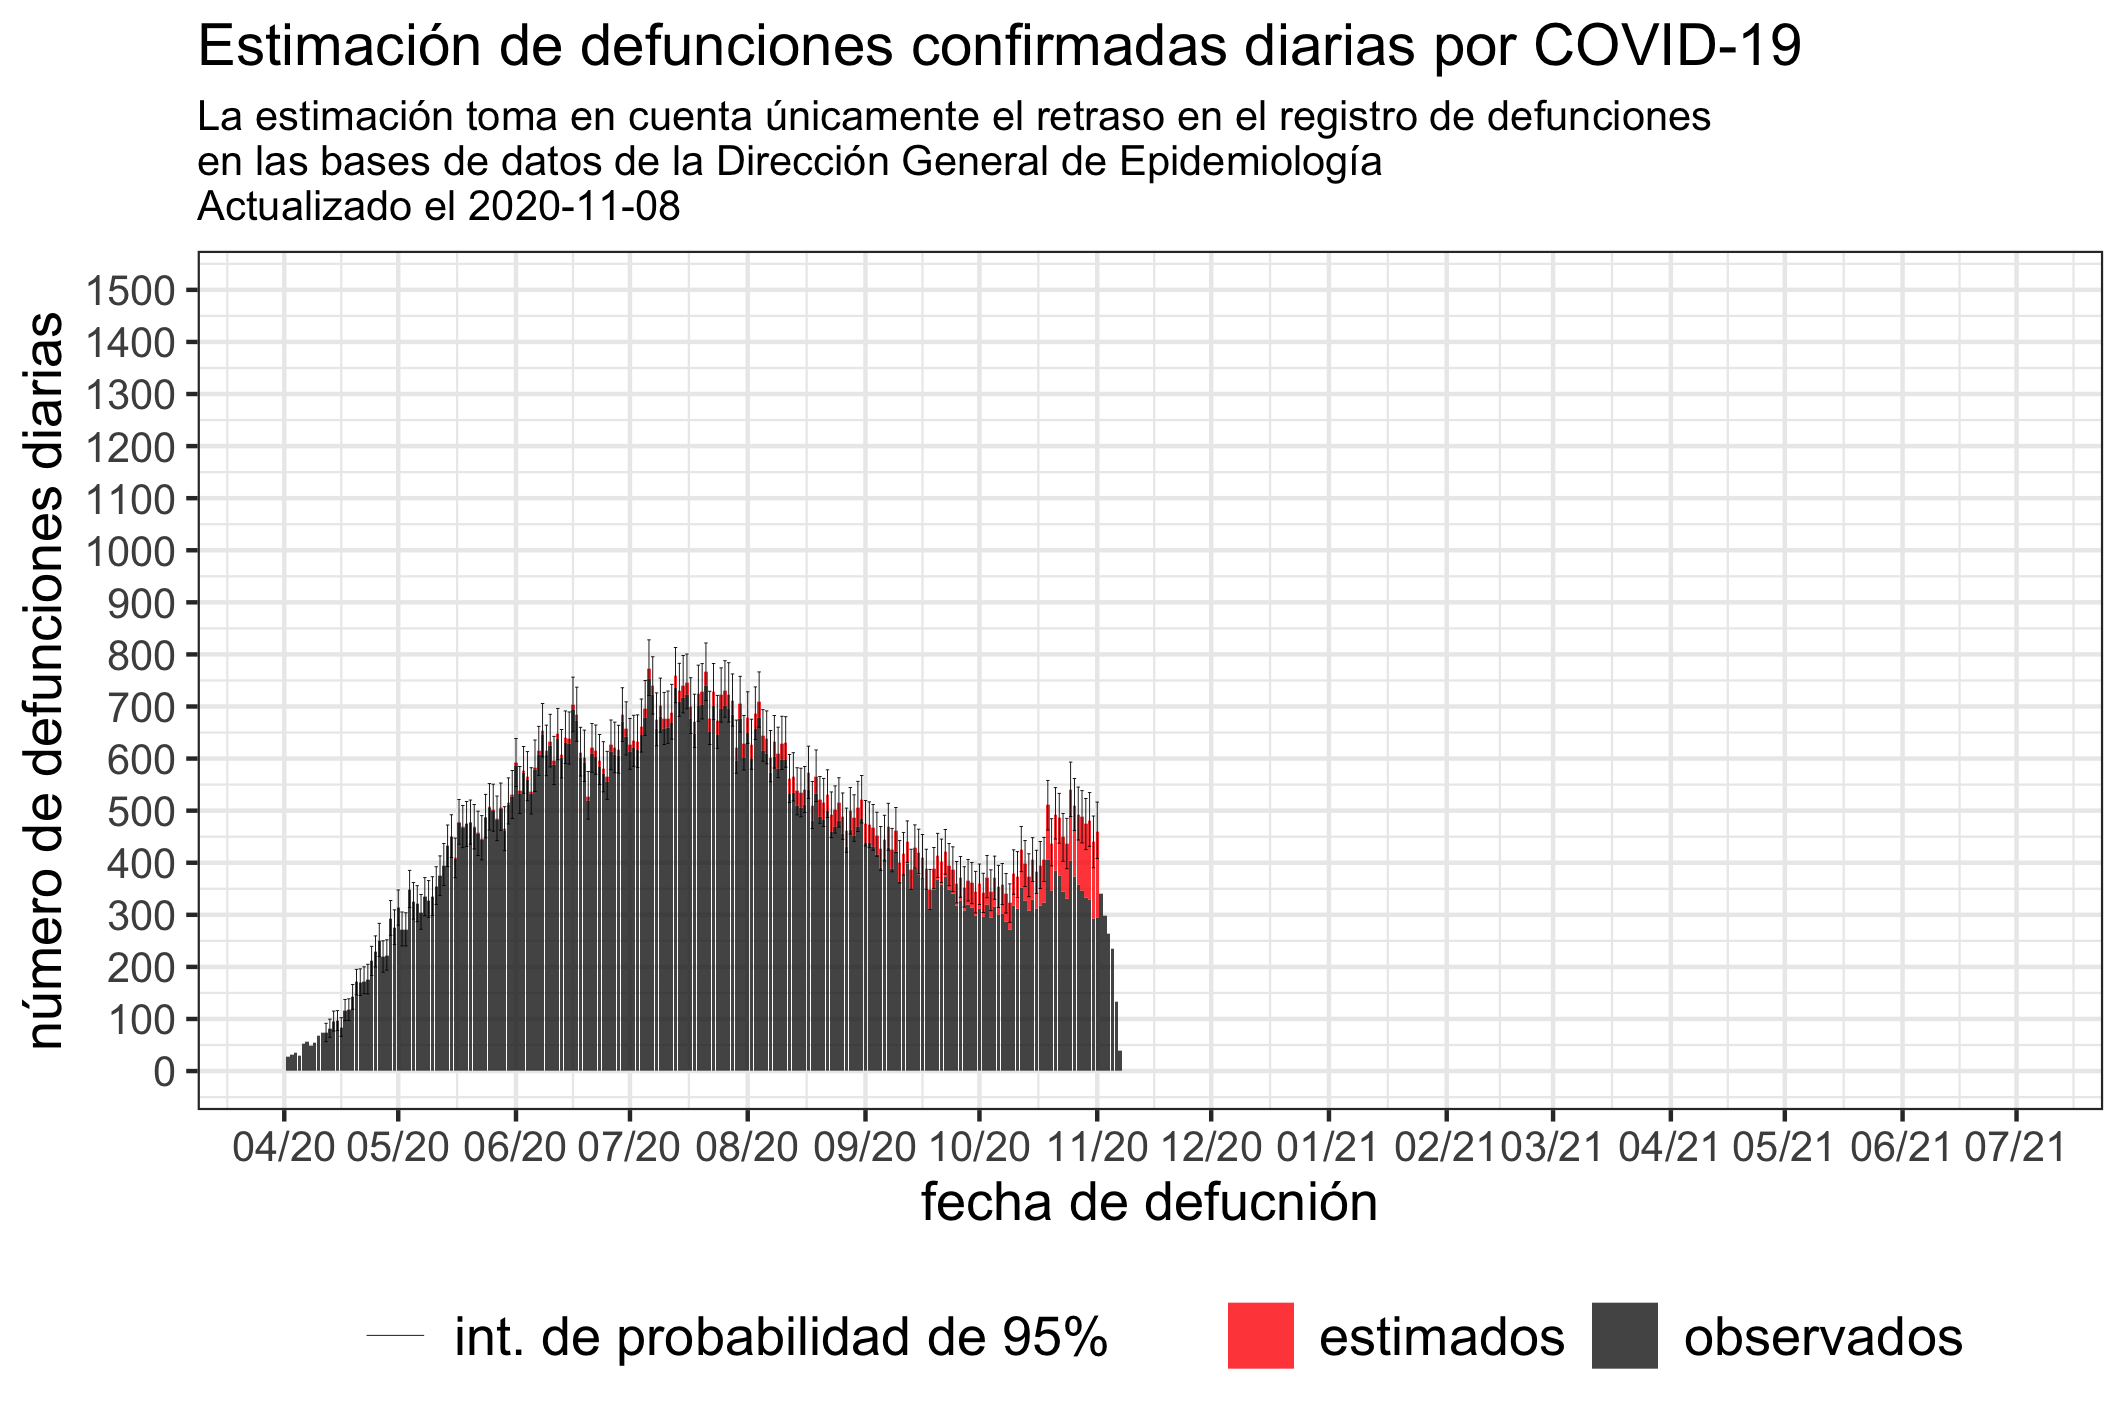 Estimación de defunciones confirmadas diarias por COVID-19
La estimación toma en cuenta únicamente el retraso en el registro de defunciones
en las bases de datos de la Dirección General de Epidemiología
Actualizado el 2020-11-08
número de defunciones diarias
1500
1400
1300
1200
1100
1000
900
800
700
600
500
400
300
200
100
0
04/20 05/20 06/20 07/20 08/20 09/20 10/20 11/20 12/20 01/21 02/21 03/21 04/21 05/21 06/21 07/21
fecha de defucnión
int. de probabilidad de 95% estimados observados